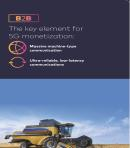 B2B
The key element for
5G monetization:
Massive machine-type
communication
Ultra-reliable, low-latency
communications